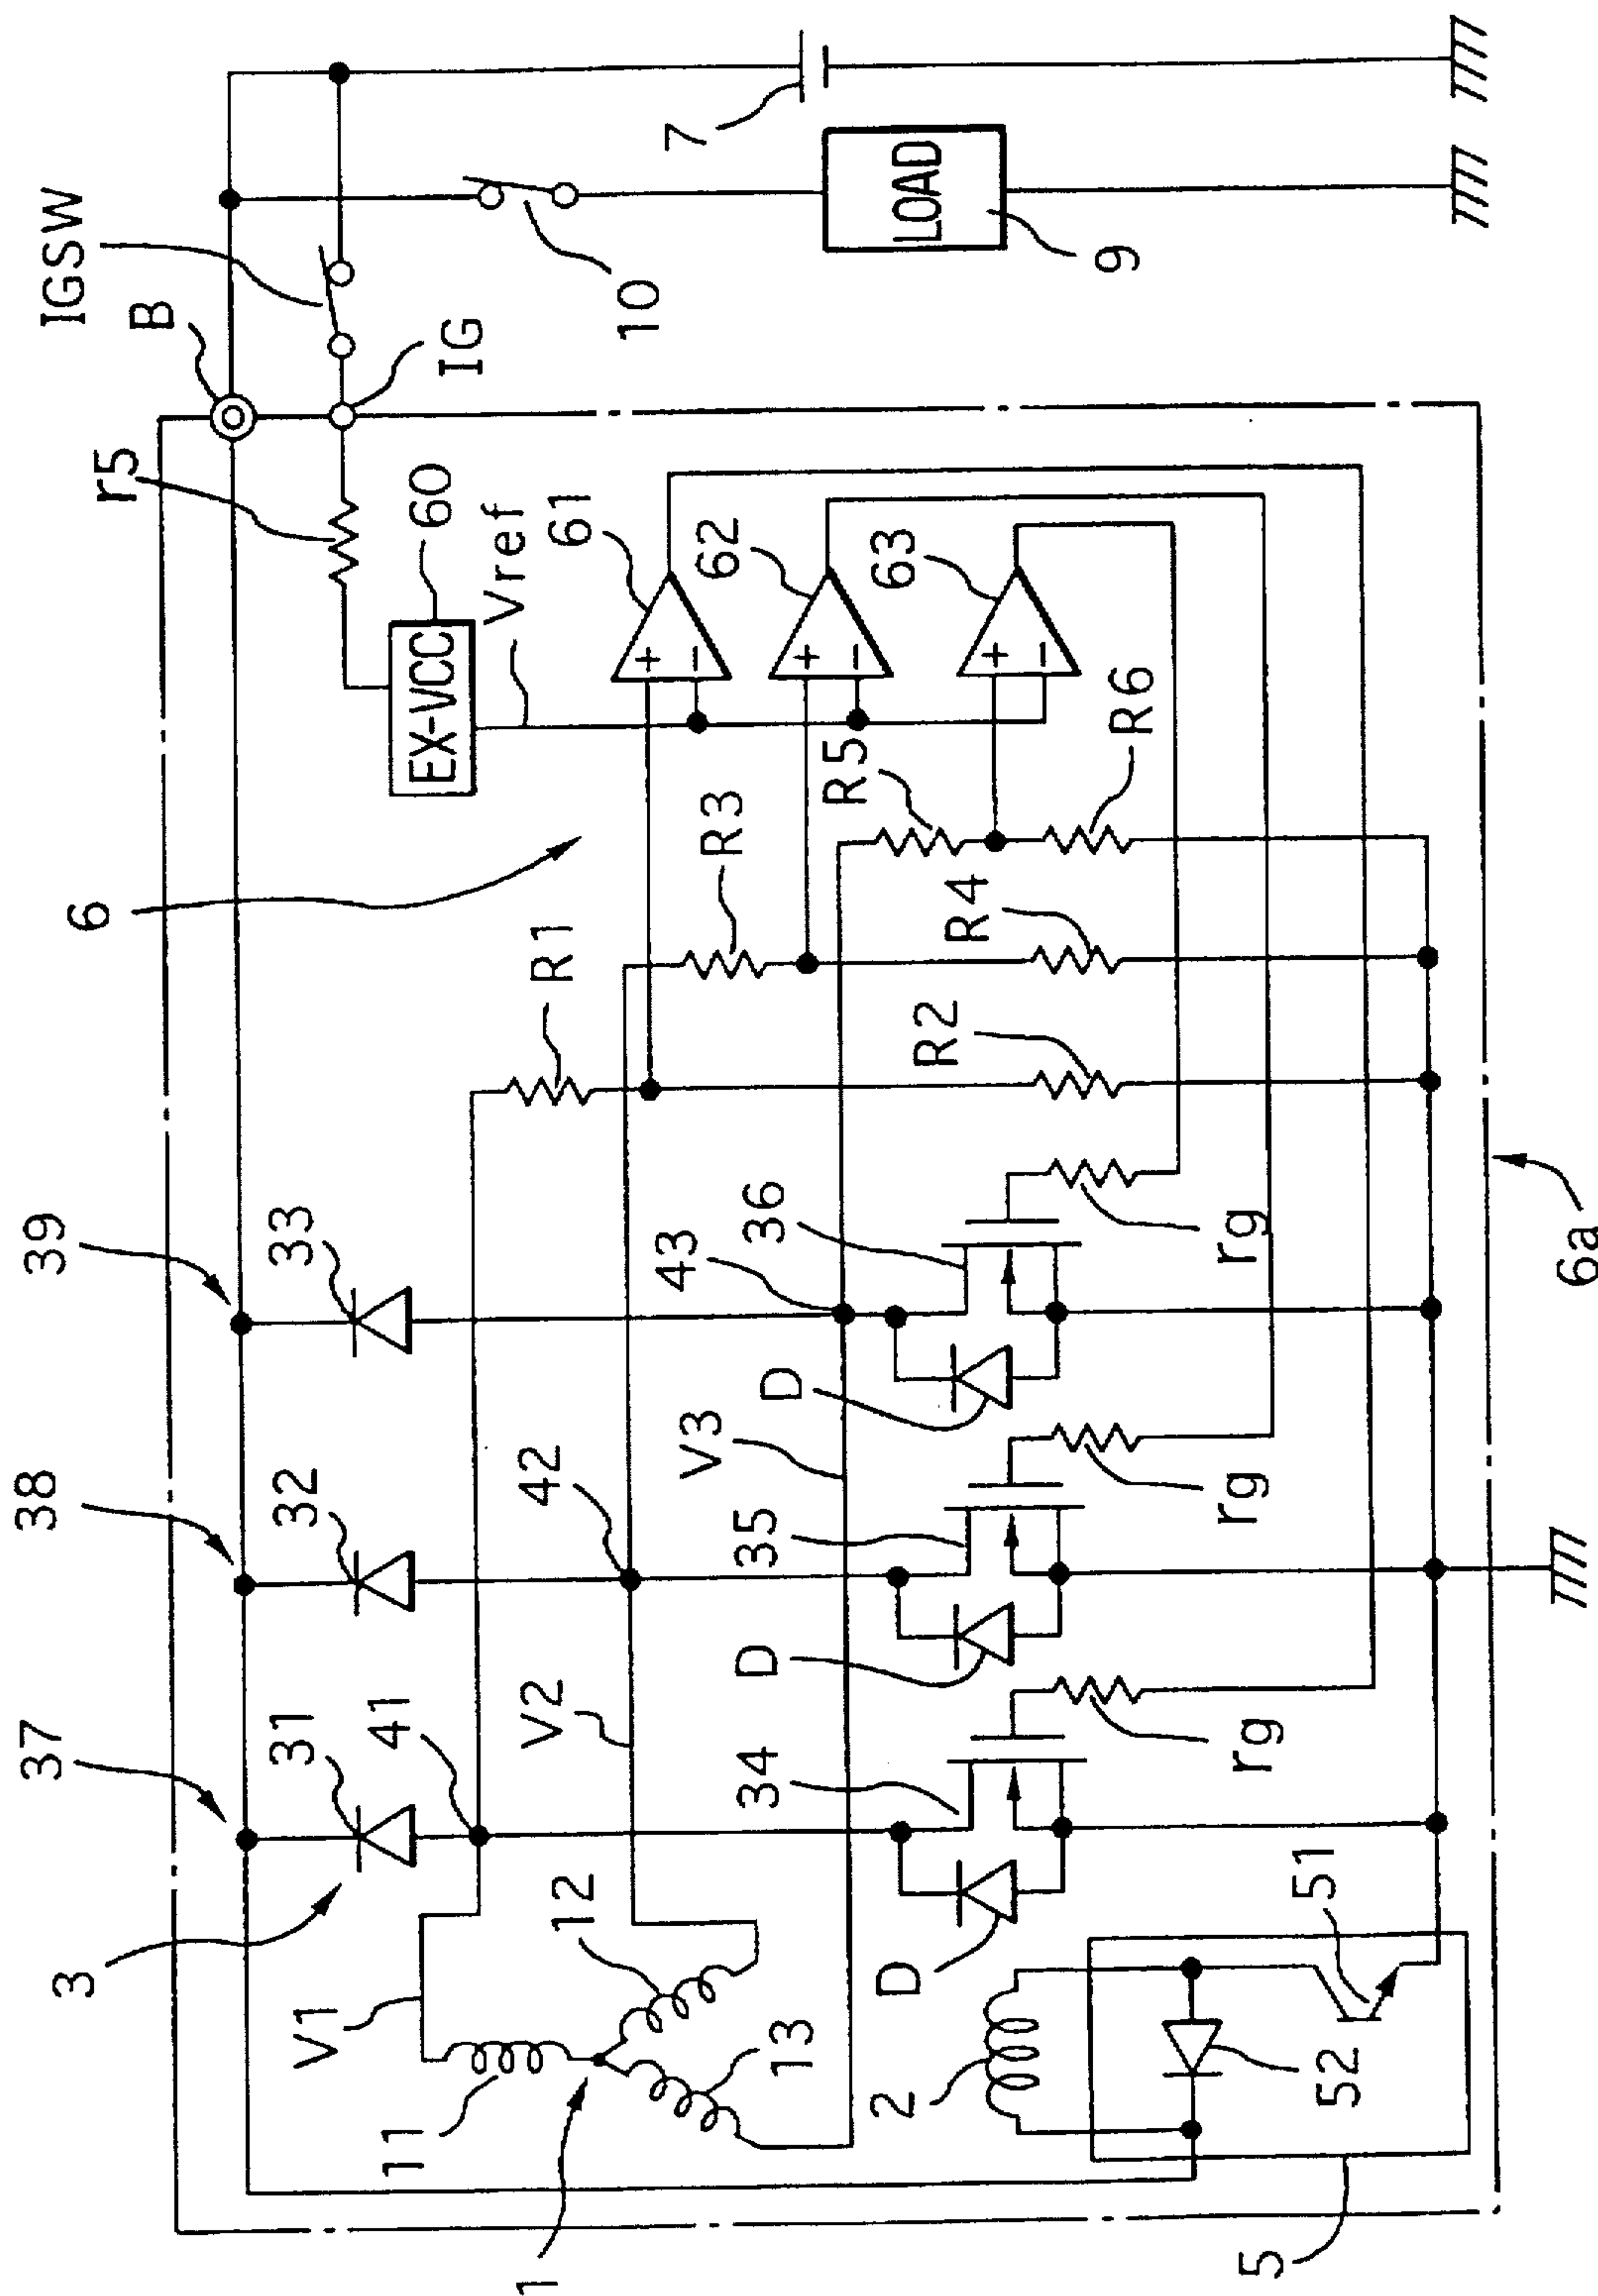 IGSW
B
r5
IG
EX-VCC
60
Vref
61
+
−
62
+
−
63
+
−
7
10
LOAD
9
6
R1
R3
R5
R6
R4
R2
39
33
38
32
37
31
3
41
42
43
36
rg
D
V3
35
rg
D
V2
34
rg
D
V1
11
12
13
1
2
51
52
5
6a